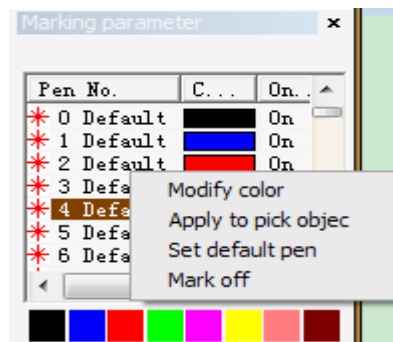 Marking parameter ×
Pen No. C... On..
0 Default On
1 Default On
2 Default On
3 Defa
4 Defa
5 Defa
6 Defa
Modify color
Apply to pick objec
Set default pen
Mark off